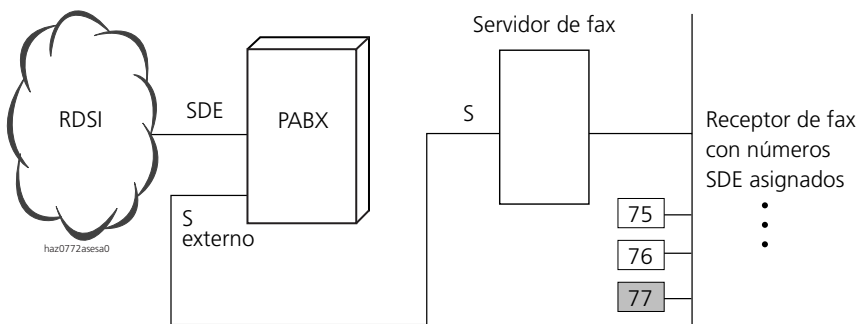 Servidor de fax
RDSI
SDE
PABX
S
Receptor de fax
con números
SDE asignados
S
externo
haz0772asesa0
75
76
77